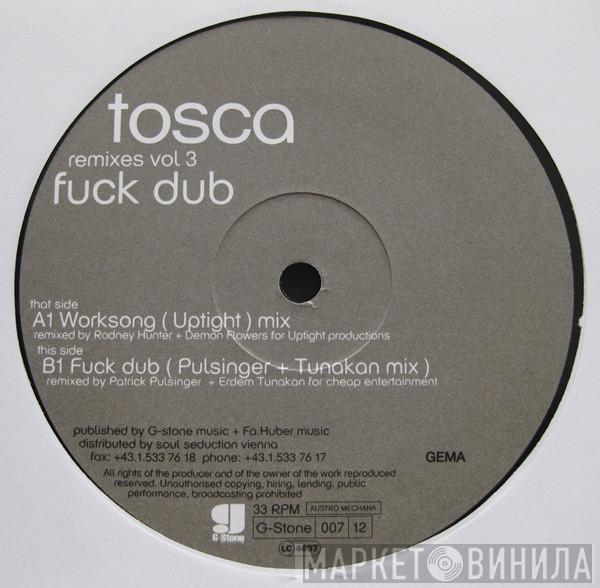 tosca
remixes vol 3
fuck dub
that side
A1 Worksong ( Uptight ) mix
remixed by Rodney Hunter + Demon Flowers for Uptight productions
this side
B1 Fuck dub ( Pulsinger + Tunakan mix )
remixed by Patrick Pulsinger + Erdem Tunakan for cheap entertainment
published by G-stone music + Fa.Huber music
distributed by soul seduction vienna
fax: +43.1.533 76 18 phone: +43.1.533 76 17
GEMA
All rights of the producer and of the owner of the work reproduced
reserved. Unauthorised copying, hiring, lending, public
performance, broadcasting prohibited
g
G-Stone
33 RPM AUSTRO MECHANA
G-Stone 007 12
LC 4097
МАРКЕТ ВИНИЛА